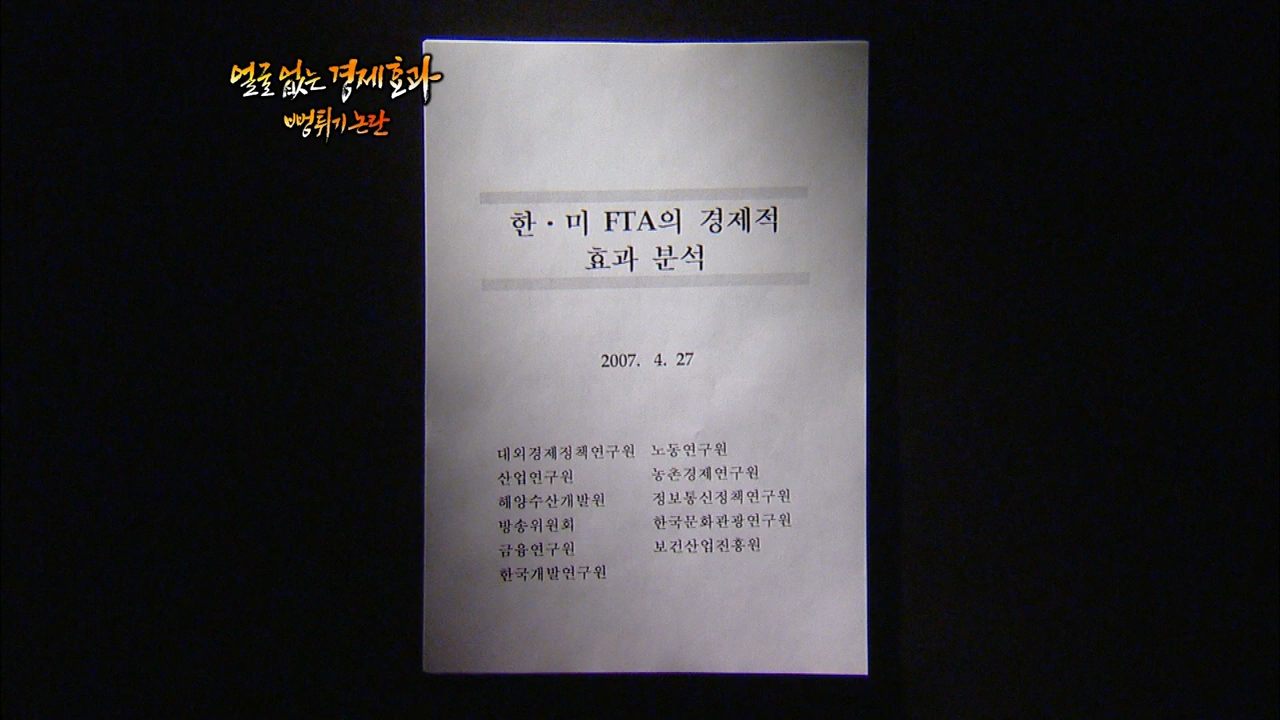 얼굴 없는 경제효과
뻥튀기 논란
한·미 FTA의 경제적
효과 분석
2007. 4. 27
대외경제정책연구원 노동연구원
산업연구원 농촌경제연구원
해양수산개발원 정보통신정책연구원
방송위원회 한국문화관광연구원
금융연구원 보건산업진흥원
한국개발연구원